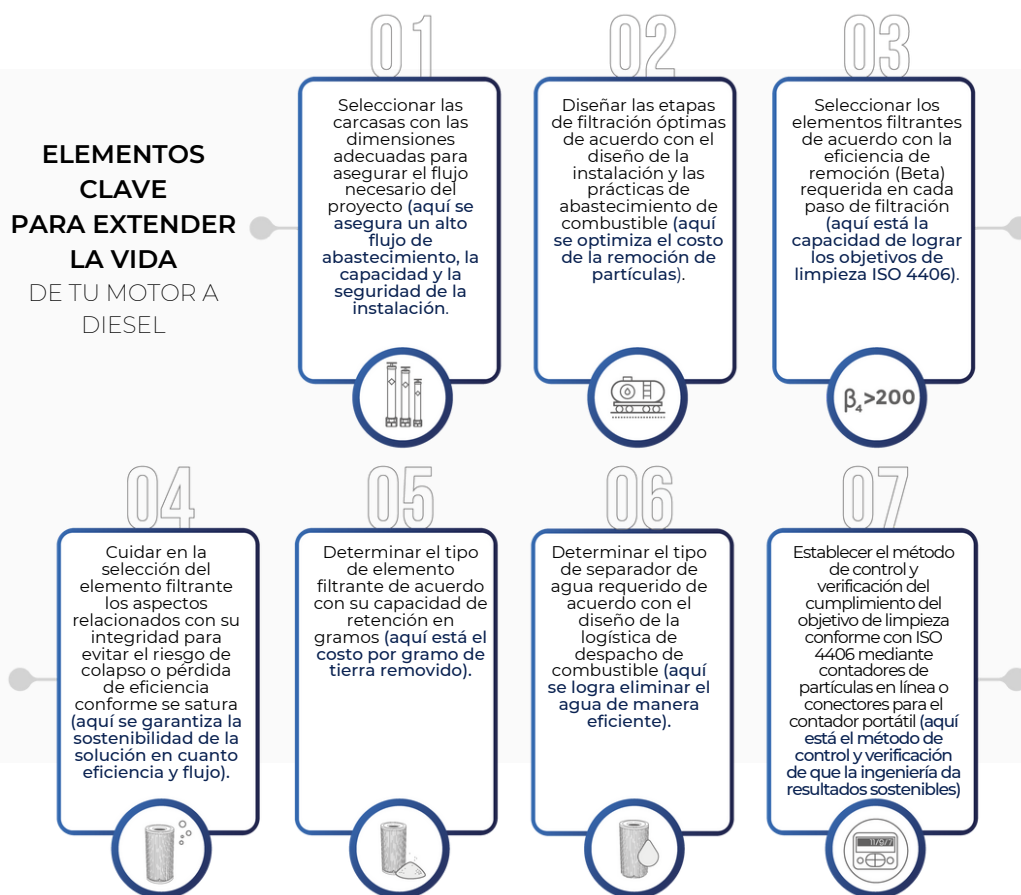 ELEMENTOS
CLAVE
PARA EXTENDER
LA VIDA
DE TU MOTOR A
DIESEL
01
Seleccionar las
carcasas con las
dimensiones
adecuadas para
asegurar el flujo
necesario del
proyecto (aquí se
asegura un alto
flujo de
abastecimiento, la
capacidad y la
seguridad de la
instalación.
02
Diseñar las etapas
de filtración óptimas
de acuerdo con el
diseño de la
instalación y las
prácticas de
abastecimiento de
combustible (aquí
se optimiza el costo
de la remoción de
partículas).
03
Seleccionar los
elementos filtrantes
de acuerdo con la
eficiencia de
remoción (Beta)
requerida en cada
paso de filtración
(aquí está la
capacidad de lograr
los objetivos de
limpieza ISO 4406).
β4>200
04
Cuidar en la
selección del
elemento filtrante
los aspectos
relacionados con su
integridad para
evitar el riesgo de
colapso o pérdida
de eficiencia
conforme se satura
(aquí se garantiza la
sostenibilidad de la
solución en cuanto
eficiencia y flujo).
05
Determinar el tipo
de elemento
filtrante de acuerdo
con su capacidad de
retención en
gramos (aquí está el
costo por gramo de
tierra removido).
06
Determinar el tipo
de separador de
agua requerido de
acuerdo con el
diseño de la
logística de
despacho de
combustible (aquí
se logra eliminar el
agua de manera
eficiente).
07
Establecer el método
de control y
verificación del
cumplimiento del
objetivo de limpieza
conforme con ISO
4406 mediante
contadores de
partículas en línea o
conectores para el
contador portátil (aquí
está el método de
control y verificación
de que la ingeniería da
resultados sostenibles)
11/9/7